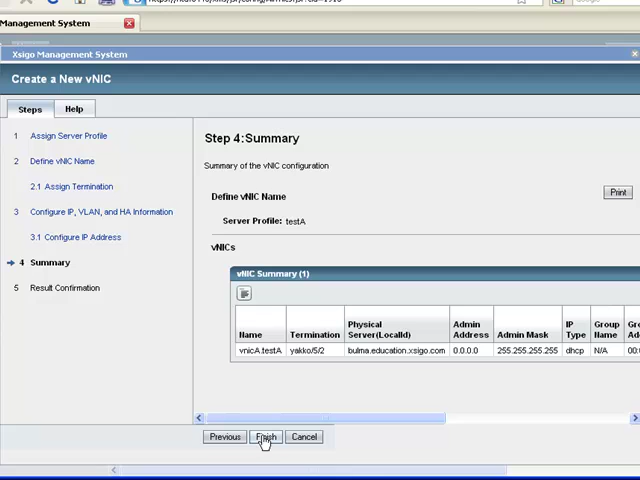 Management System
Xsigo Management System
Create a New vNIC
Steps
Help
1 Assign Server Profile
2 Define vNIC Name
2.1 Assign Termination
3 Configure IP, VLAN, and HA Information
3.1 Configure IP Address
4 Summary
5 Result Confirmation
Step 4:Summary
Summary of the vNIC configuration
Print
Define vNIC Name
Server Profile: testA
vNICs
vNIC Summary (1)
Name Termination Physical Server(LocalId) Admin Address Admin Mask IP Type Group Name
vnicA.testA yakko/5/2 bulma.education.xsigo.com 0.0.0.0 255.255.255.255 dhcp N/A 00:
Previous Finish Cancel